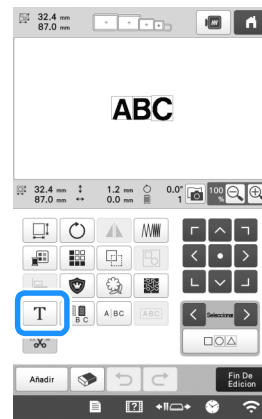 32.4 mm
87.0 mm
ABC
32.4 mm ↕ 1.2 mm 0.0°
87.0 mm ↔ 0.0 mm 1
100 %
T
B C
A BC
ABC
Seleccionar
Añadir
Fin De
Edicion